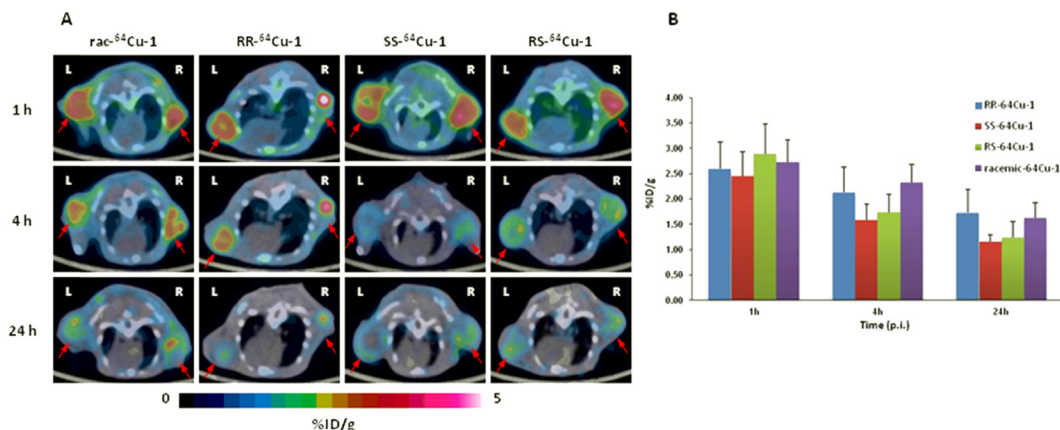 A
B
rac-⁶⁴Cu-1 RR-⁶⁴Cu-1 SS-⁶⁴Cu-1 RS-⁶⁴Cu-1
L R L R L R L R
1 h
L R L R L R L R
4 h
L R L R L R L R
24 h
0 5
%ID/g
4.00
3.50
3.00
2.50
2.00
1.50
1.00
0.50
0.00
%ID/g
RR-64Cu-1
SS-64Cu-1
RS-64Cu-1
racemic-64Cu-1
1h 4h 24h
Time (p.i.)